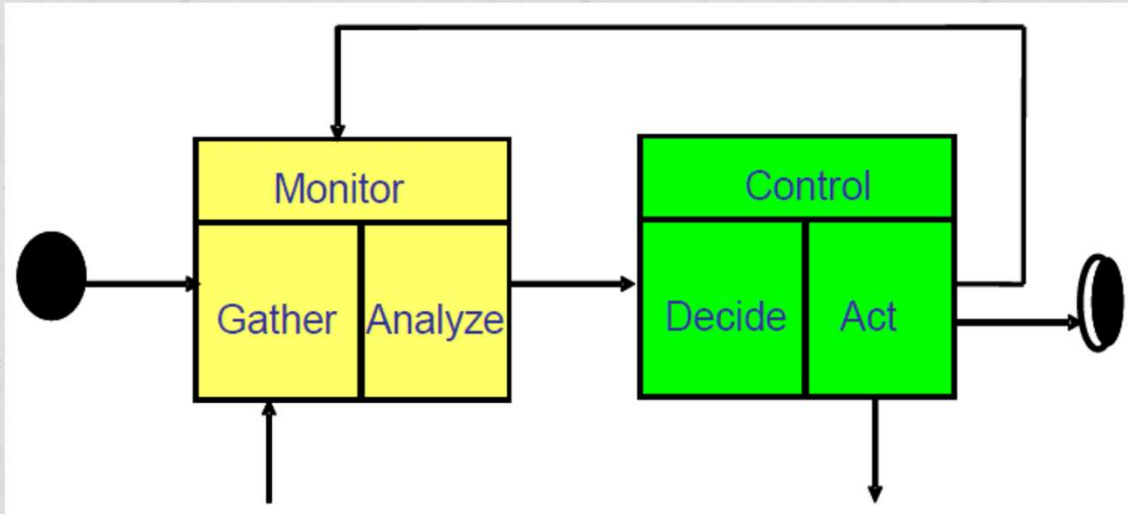 Monitor
Control
Gather
Analyze
Decide
Act